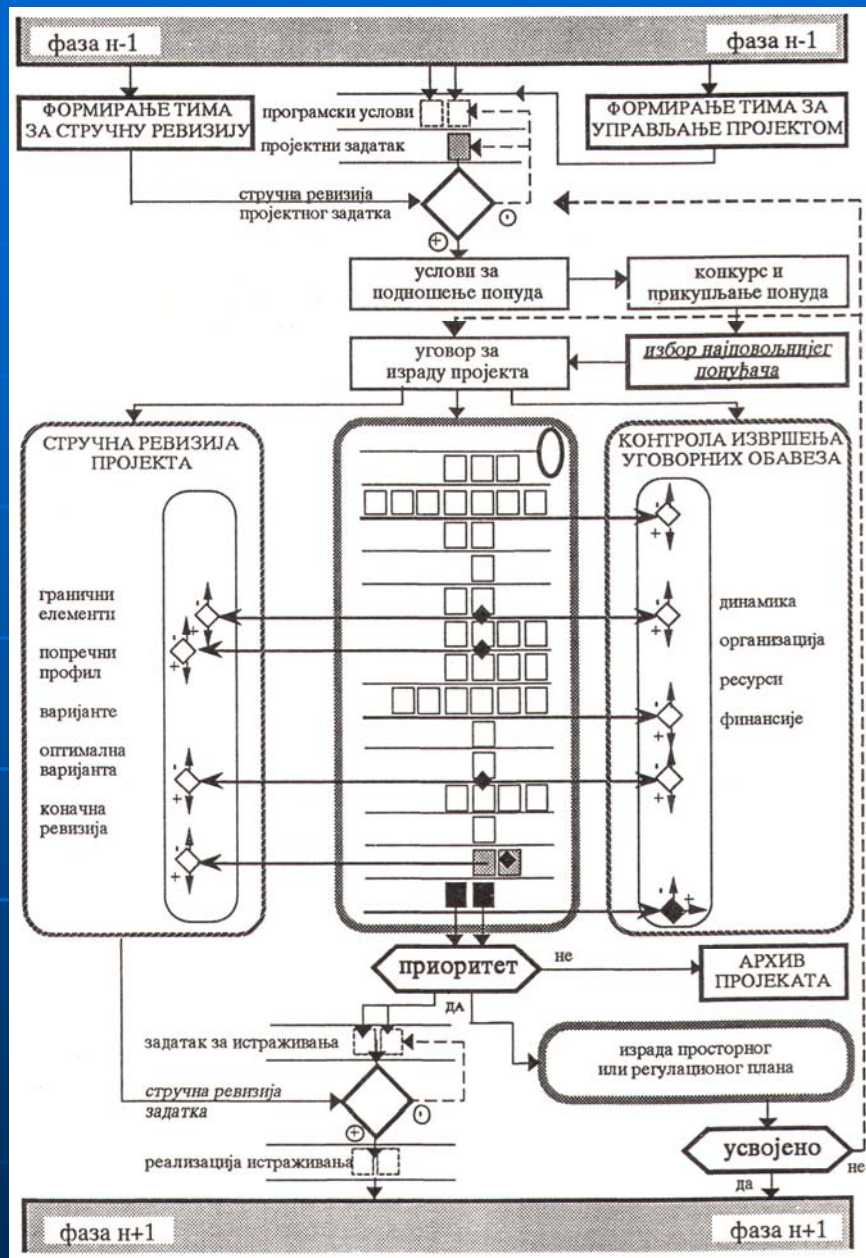 фаза н-1
фаза н-1
ФОРМИРАЊЕ ТИМА
ЗА СТРУЧНУ РЕВИЗИЈУ
програмски услови
ФОРМИРАЊЕ ТИМА ЗА
УПРАВЉАЊЕ ПРОЈЕКТОМ
пројектни задатак
стручна ревизија
пројектног задатка
услови за
подношење понуда
конкурс и
прикупљање понуда
уговор за
израду пројекта
избор најповољнијег
понуђача
СТРУЧНА РЕВИЗИЈА
ПРОЈЕКТА
КОНТРОЛА ИЗВРШЕЊА
УГОВОРНИХ ОБАВЕЗА
гранични
елементи
попречни
профил
варијанте
оптимална
варијанта
коначна
ревизија
динамика
организација
ресурси
финансије
приоритет
не
АРХИВ
ПРОЈЕКАТА
ДА
задатак за истраживања
израда просторног
или регулационог плана
стручна ревизија
задатка
реализација истраживања
усвојено
не
да
фаза н+1
фаза н+1